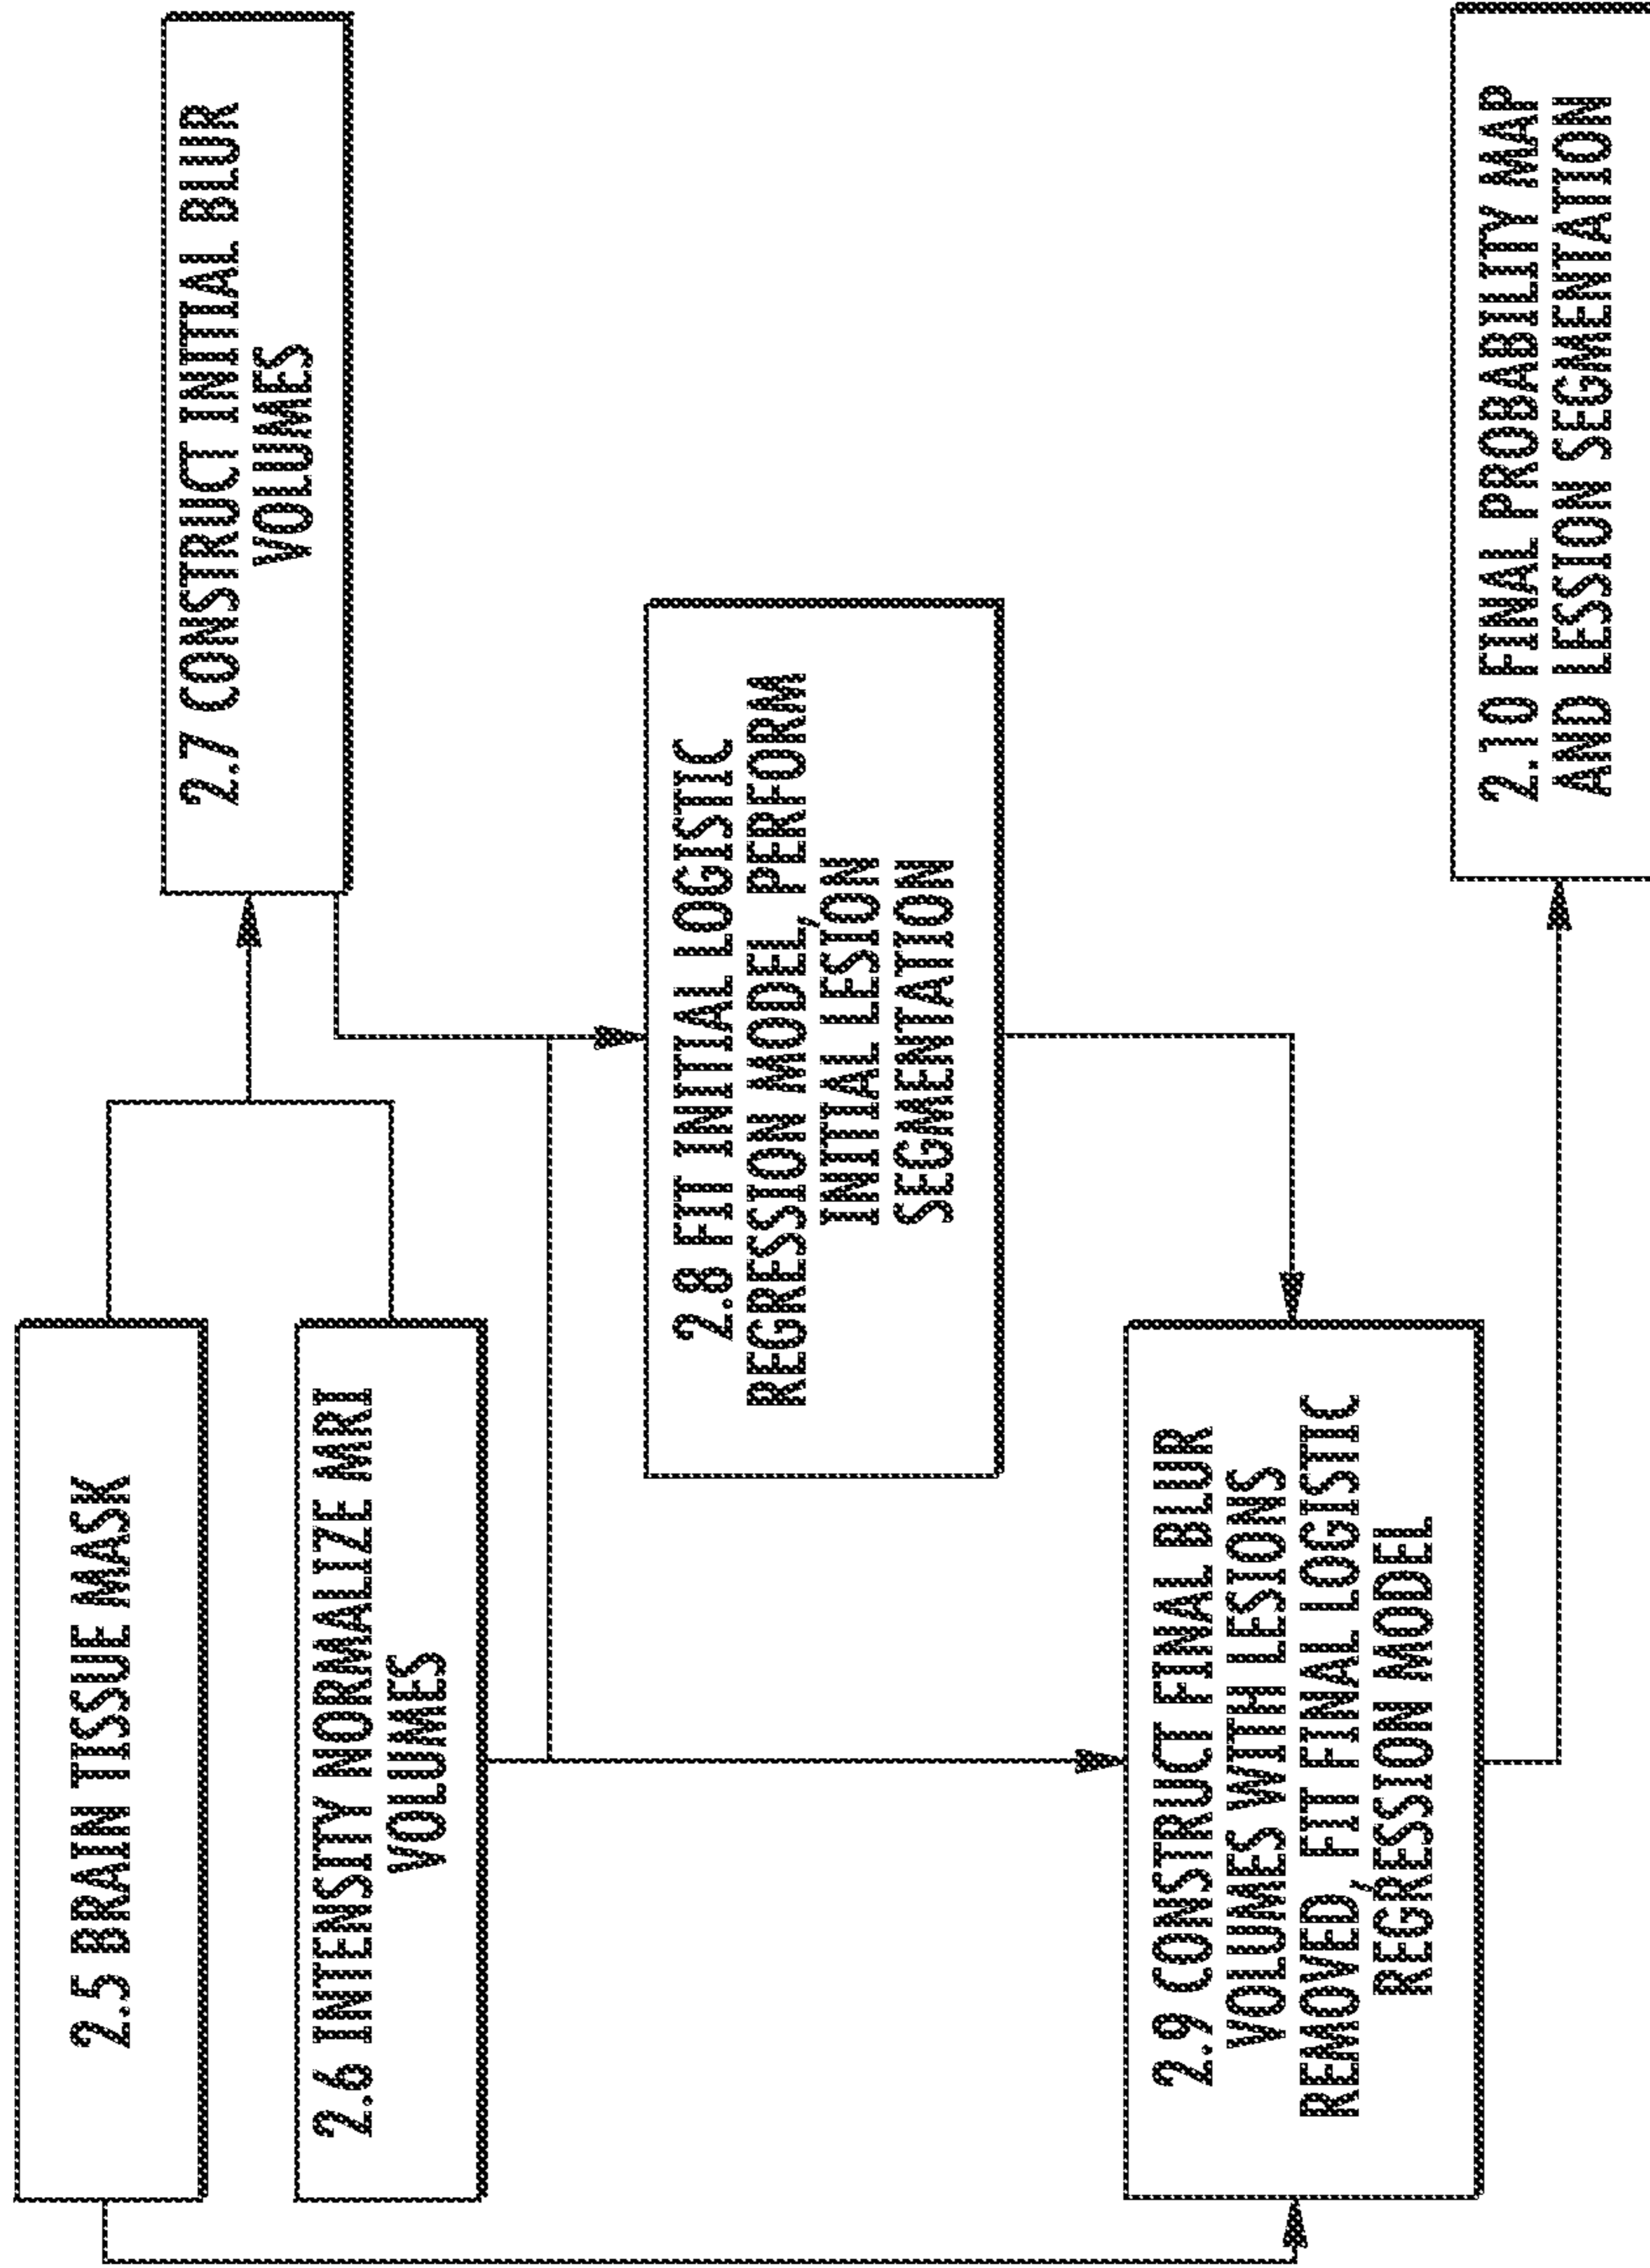 2.5 BRAIN TISSUE MASK
2.6 INTENSITY NORMALIZE MRI
VOLUMES
2.7 CONSTRUCT INITIAL BLUR
VOLUMES
2.8 FIT INITIAL LOGISTIC
REGRESSION MODEL, PERFORM
INITIAL LESION
SEGMENTATION
2.9 CONSTRUCT FINAL BLUR
VOLUMES WITH LESIONS
REMOVED, FIT FINAL LOGISTIC
REGRESSION MODEL
2.10 FINAL PROBABILITY MAP
AND LESSION SEGMENTATION